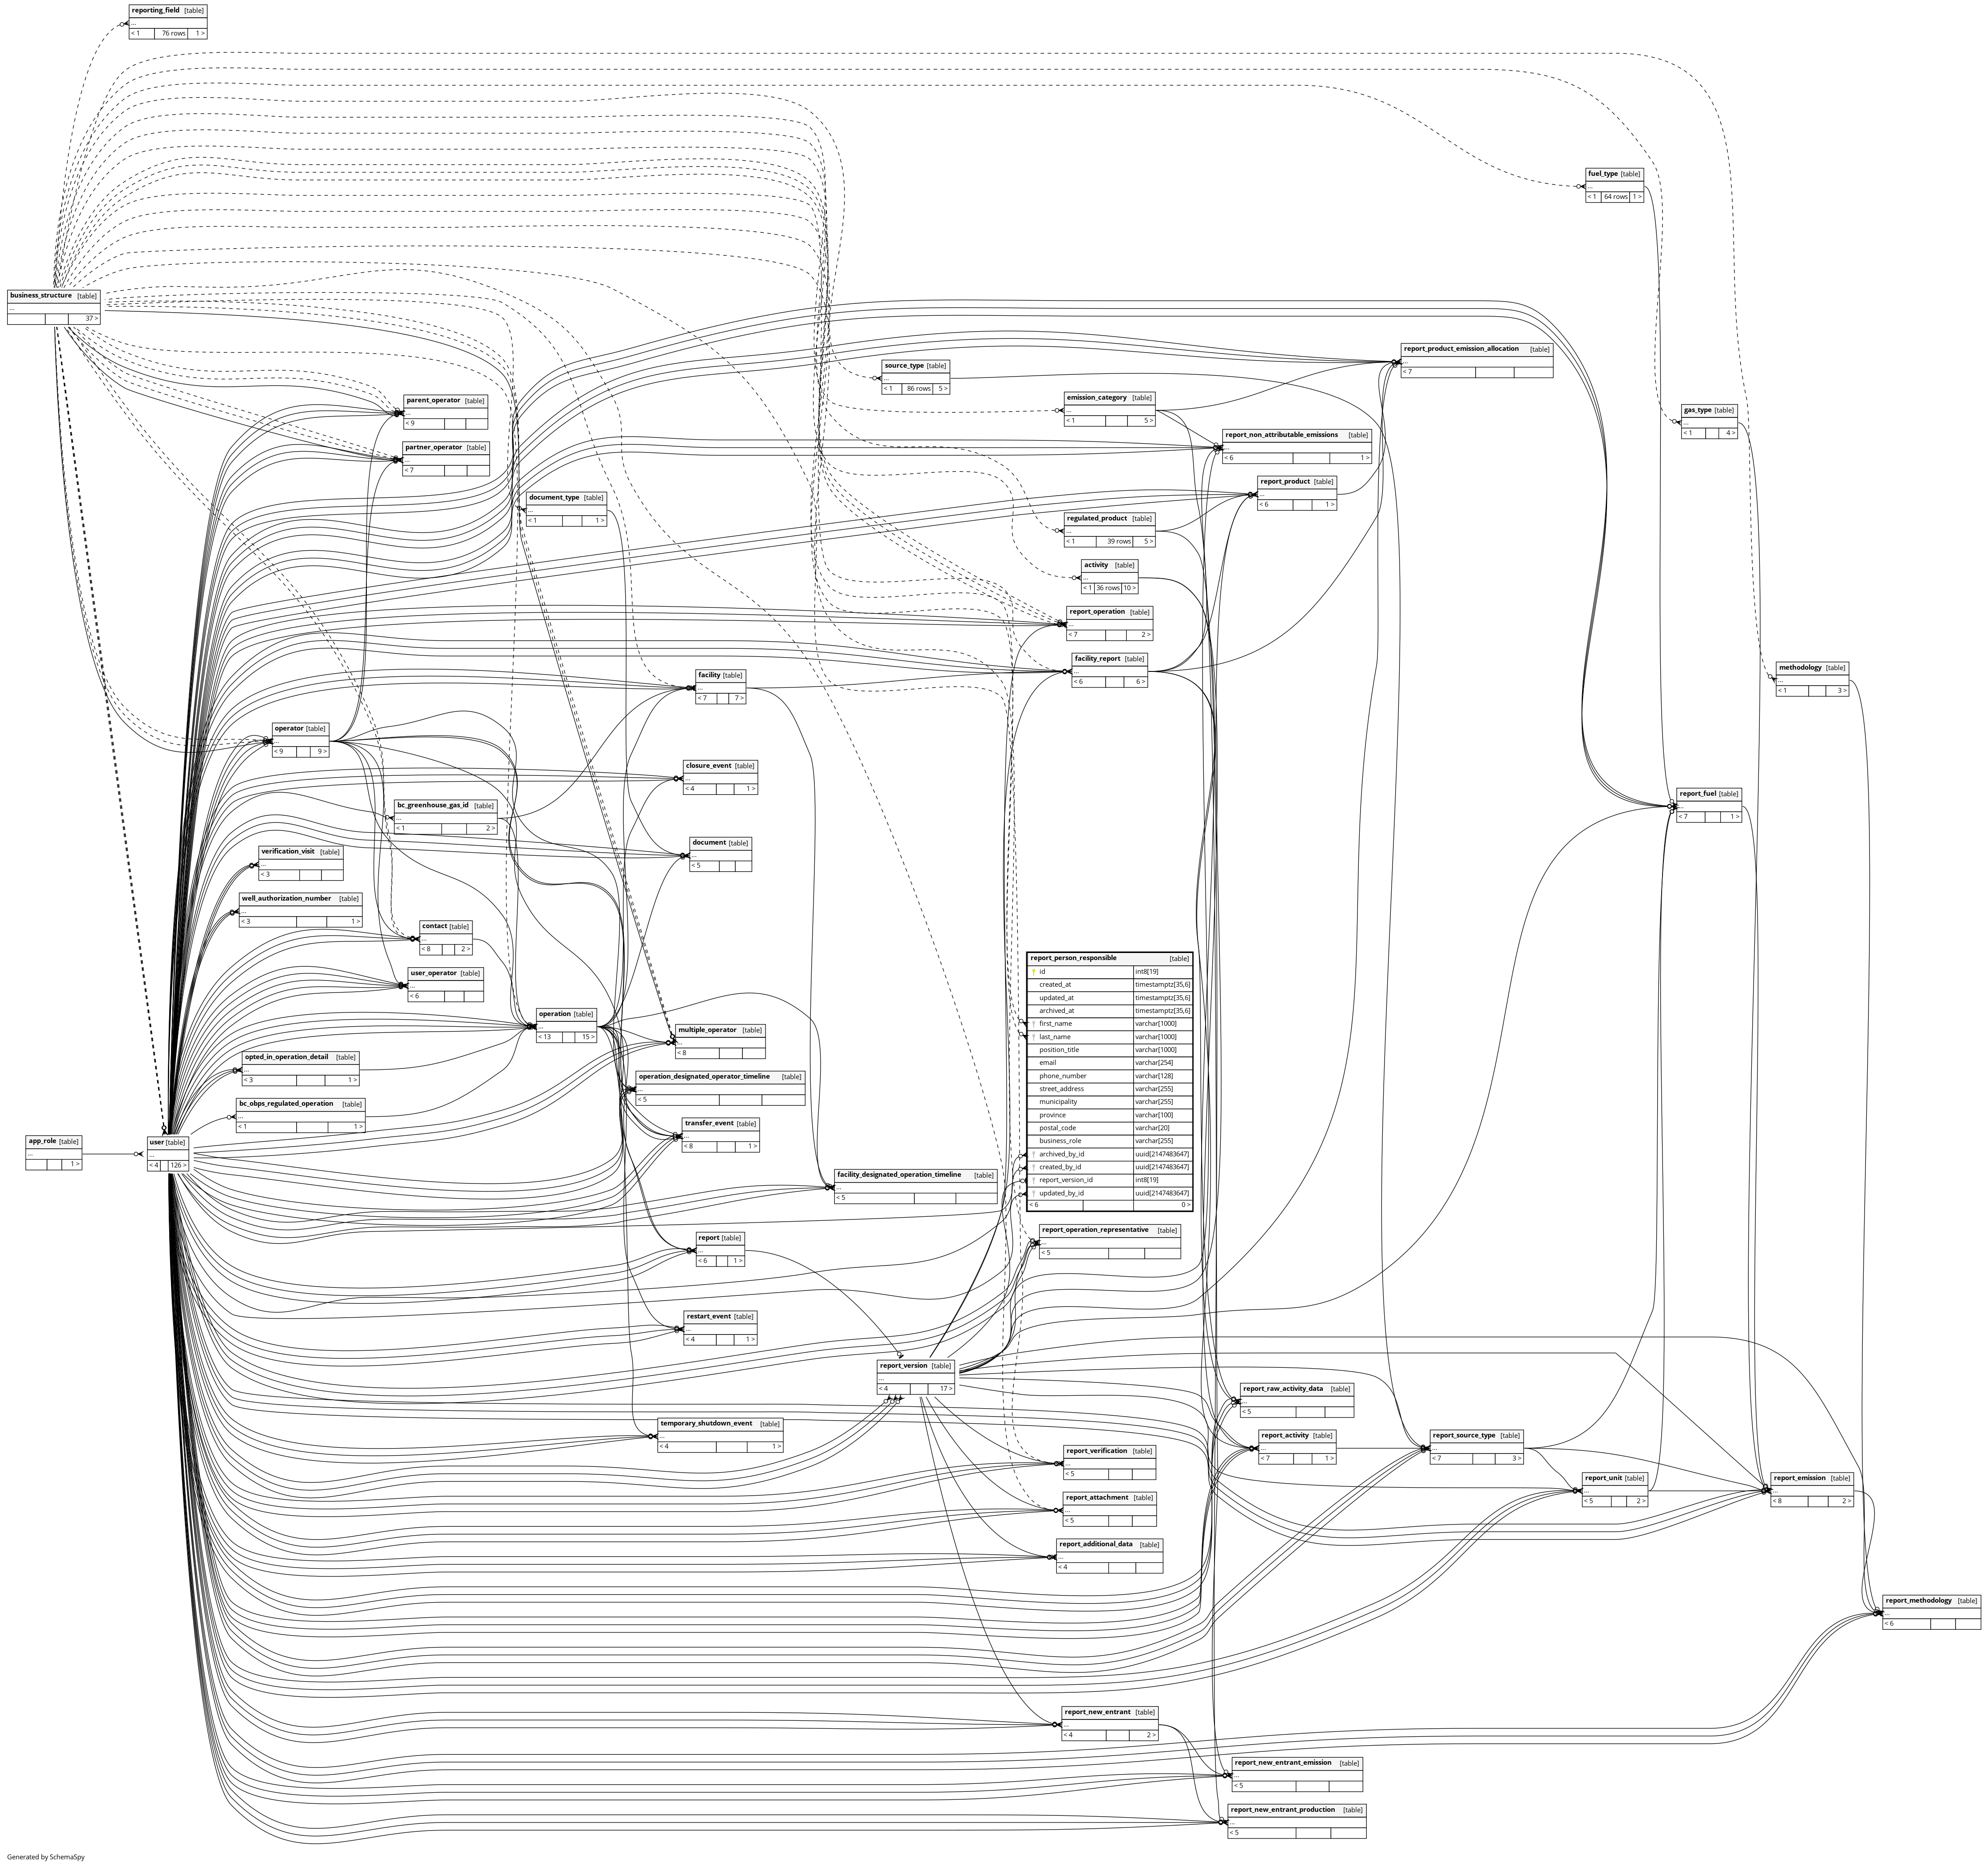 reporting_field [table]
...
< 1 76 rows 1 >
fuel_type [table]
...
< 1 64 rows 1 >
business_structure [table]
...
37 >
source_type [table]
...
< 1 86 rows 5 >
report_product_emission_allocation [table]
...
< 7
parent_operator [table]
...
< 9
emission_category [table]
...
< 1 5 >
gas_type [table]
...
< 1 4 >
partner_operator [table]
...
< 7
report_non_attributable_emissions [table]
...
< 6 1 >
document_type [table]
...
< 1 1 >
report_product [table]
...
< 6 1 >
regulated_product [table]
...
< 1 39 rows 5 >
activity [table]
...
< 1 36 rows 10 >
report_operation [table]
...
< 7 2 >
facility_report [table]
...
< 6 6 >
facility [table]
...
< 7 7 >
methodology [table]
...
< 1 3 >
operator [table]
...
< 9 9 >
closure_event [table]
...
< 4 1 >
bc_greenhouse_gas_id [table]
...
< 1 2 >
report_fuel [table]
...
< 7 1 >
document [table]
...
< 5
verification_visit [table]
...
< 3
well_authorization_number [table]
...
< 3 1 >
contact [table]
...
< 8 2 >
user_operator [table]
...
< 6
report_person_responsible [table]
id int8[19]
created_at timestamptz[35,6]
updated_at timestamptz[35,6]
archived_at timestamptz[35,6]
first_name varchar[1000]
last_name varchar[1000]
position_title varchar[1000]
email varchar[254]
phone_number varchar[128]
street_address varchar[255]
municipality varchar[255]
province varchar[100]
postal_code varchar[20]
business_role varchar[255]
archived_by_id uuid[2147483647]
created_by_id uuid[2147483647]
report_version_id int8[19]
updated_by_id uuid[2147483647]
< 6 0 >
operation [table]
...
< 13 15 >
multiple_operator [table]
...
< 8
opted_in_operation_detail [table]
...
< 3 1 >
operation_designated_operator_timeline [table]
...
< 5
bc_obps_regulated_operation [table]
...
< 1 1 >
transfer_event [table]
...
< 8 1 >
app_role [table]
...
1 >
user [table]
...
< 4 126 >
facility_designated_operation_timeline [table]
...
< 5
report_operation_representative [table]
...
< 5
report [table]
...
< 6 1 >
restart_event [table]
...
< 4 1 >
report_version [table]
...
< 4 17 >
report_raw_activity_data [table]
...
< 5
temporary_shutdown_event [table]
...
< 4 1 >
report_activity [table]
...
< 7 1 >
report_source_type [table]
...
< 7 3 >
report_verification [table]
...
< 5
report_unit [table]
...
< 5 2 >
report_emission [table]
...
< 8 2 >
report_attachment [table]
...
< 5
report_additional_data [table]
...
< 4
report_methodology [table]
...
< 6
report_new_entrant [table]
...
< 4 2 >
report_new_entrant_emission [table]
...
< 5
report_new_entrant_production [table]
...
< 5
Generated by SchemaSpy